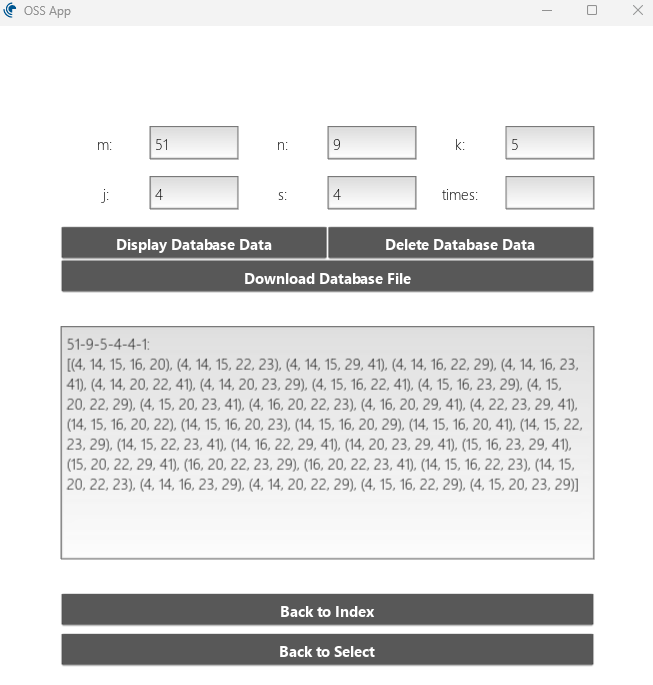 OSS App
m: 51 n: 9 k: 5
j: 4 s: 4 times:
Display Database Data Delete Database Data
Download Database File
51-9-5-4-4-1:
[(4, 14, 15, 16, 20), (4, 14, 15, 22, 23), (4, 14, 15, 29, 41), (4, 14, 16, 22, 29), (4, 14, 16, 23,
41), (4, 14, 20, 22, 41), (4, 14, 20, 23, 29), (4, 15, 16, 22, 41), (4, 15, 16, 23, 29), (4, 15,
20, 22, 29), (4, 15, 20, 23, 41), (4, 16, 20, 22, 23), (4, 16, 20, 29, 41), (4, 22, 23, 29, 41),
(14, 15, 16, 20, 22), (14, 15, 16, 20, 23), (14, 15, 16, 20, 29), (14, 15, 16, 20, 41), (14, 15, 22,
23, 29), (14, 15, 22, 23, 41), (14, 16, 22, 29, 41), (14, 20, 23, 29, 41), (15, 16, 23, 29, 41),
(15, 20, 22, 29, 41), (16, 20, 22, 23, 29), (16, 20, 22, 23, 41), (14, 15, 16, 22, 23), (14, 15,
20, 22, 23), (4, 14, 16, 23, 29), (4, 14, 20, 22, 29), (4, 15, 16, 22, 29), (4, 15, 20, 23, 29)]
Back to Index
Back to Select